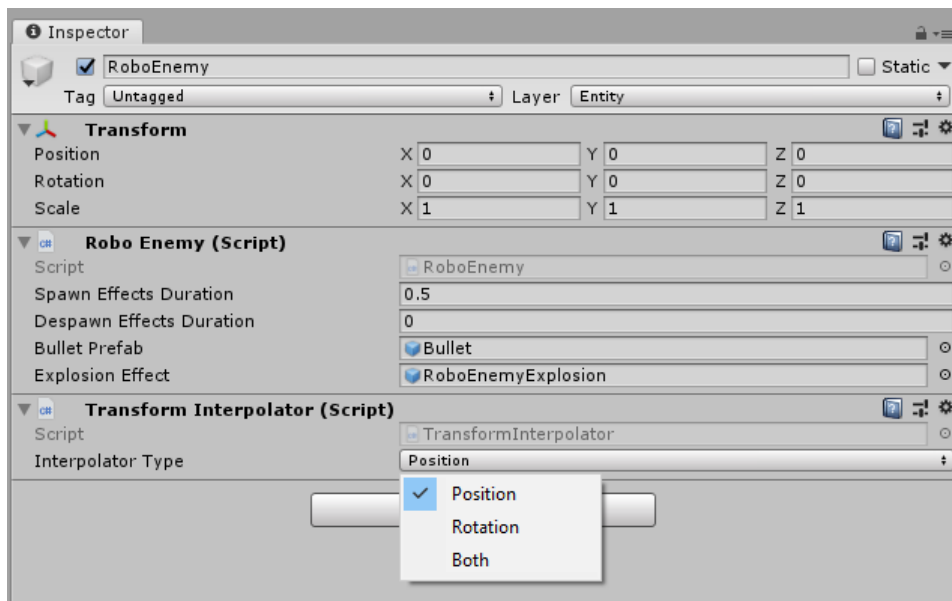 Inspector
RoboEnemy Static
Tag Untagged Layer Entity
Transform
Position X 0 Y 0 Z 0
Rotation X 0 Y 0 Z 0
Scale X 1 Y 1 Z 1
C# Robo Enemy (Script)
Script RoboEnemy
Spawn Effects Duration 0.5
Despawn Effects Duration 0
Bullet Prefab Bullet
Explosion Effect RoboEnemyExplosion
C# Transform Interpolator (Script)
Script TransformInterpolator
Interpolator Type Position
Position
Rotation
Both